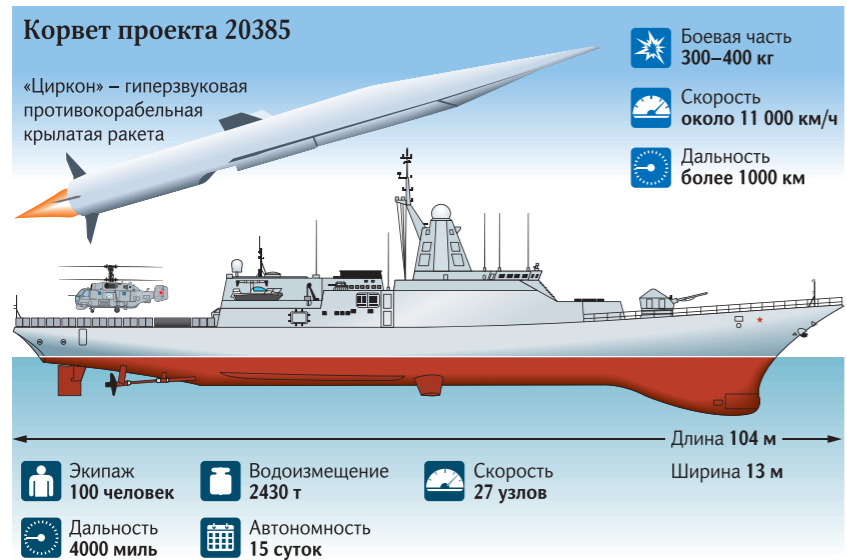 Корвет проекта 20385
«Циркон» – гиперзвуковая
противокорабельная
крылатая ракета
Боевая часть
300–400 кг
Скорость
около 11 000 км/ч
Дальность
более 1000 км
Длина 104 м
Ширина 13 м
Экипаж
100 человек
Водоизмещение
2430 т
Скорость
27 узлов
Дальность
4000 миль
Автономность
15 суток